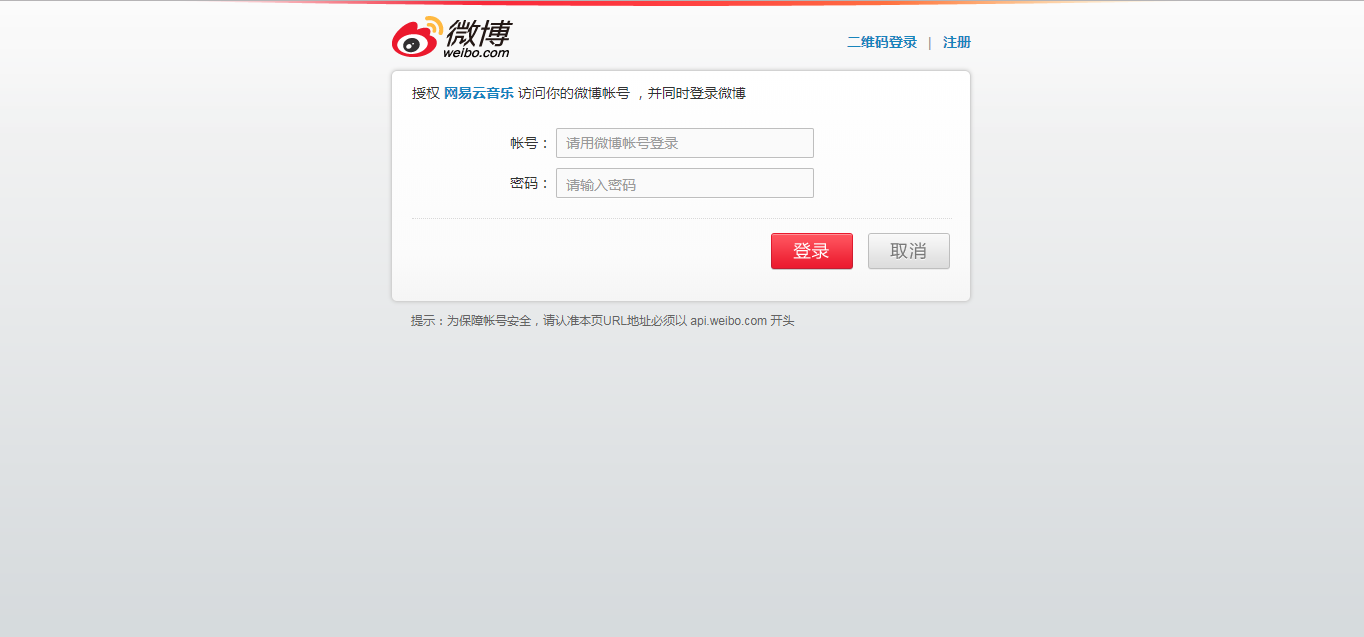 微博
weibo.com
二维码登录 | 注册
授权 网易云音乐 访问你的微博帐号 ，并同时登录微博
帐号： 请用微博帐号登录
密码： 请输入密码
登录 取消
提示：为保障帐号安全，请认准本页URL地址必须以 api.weibo.com 开头